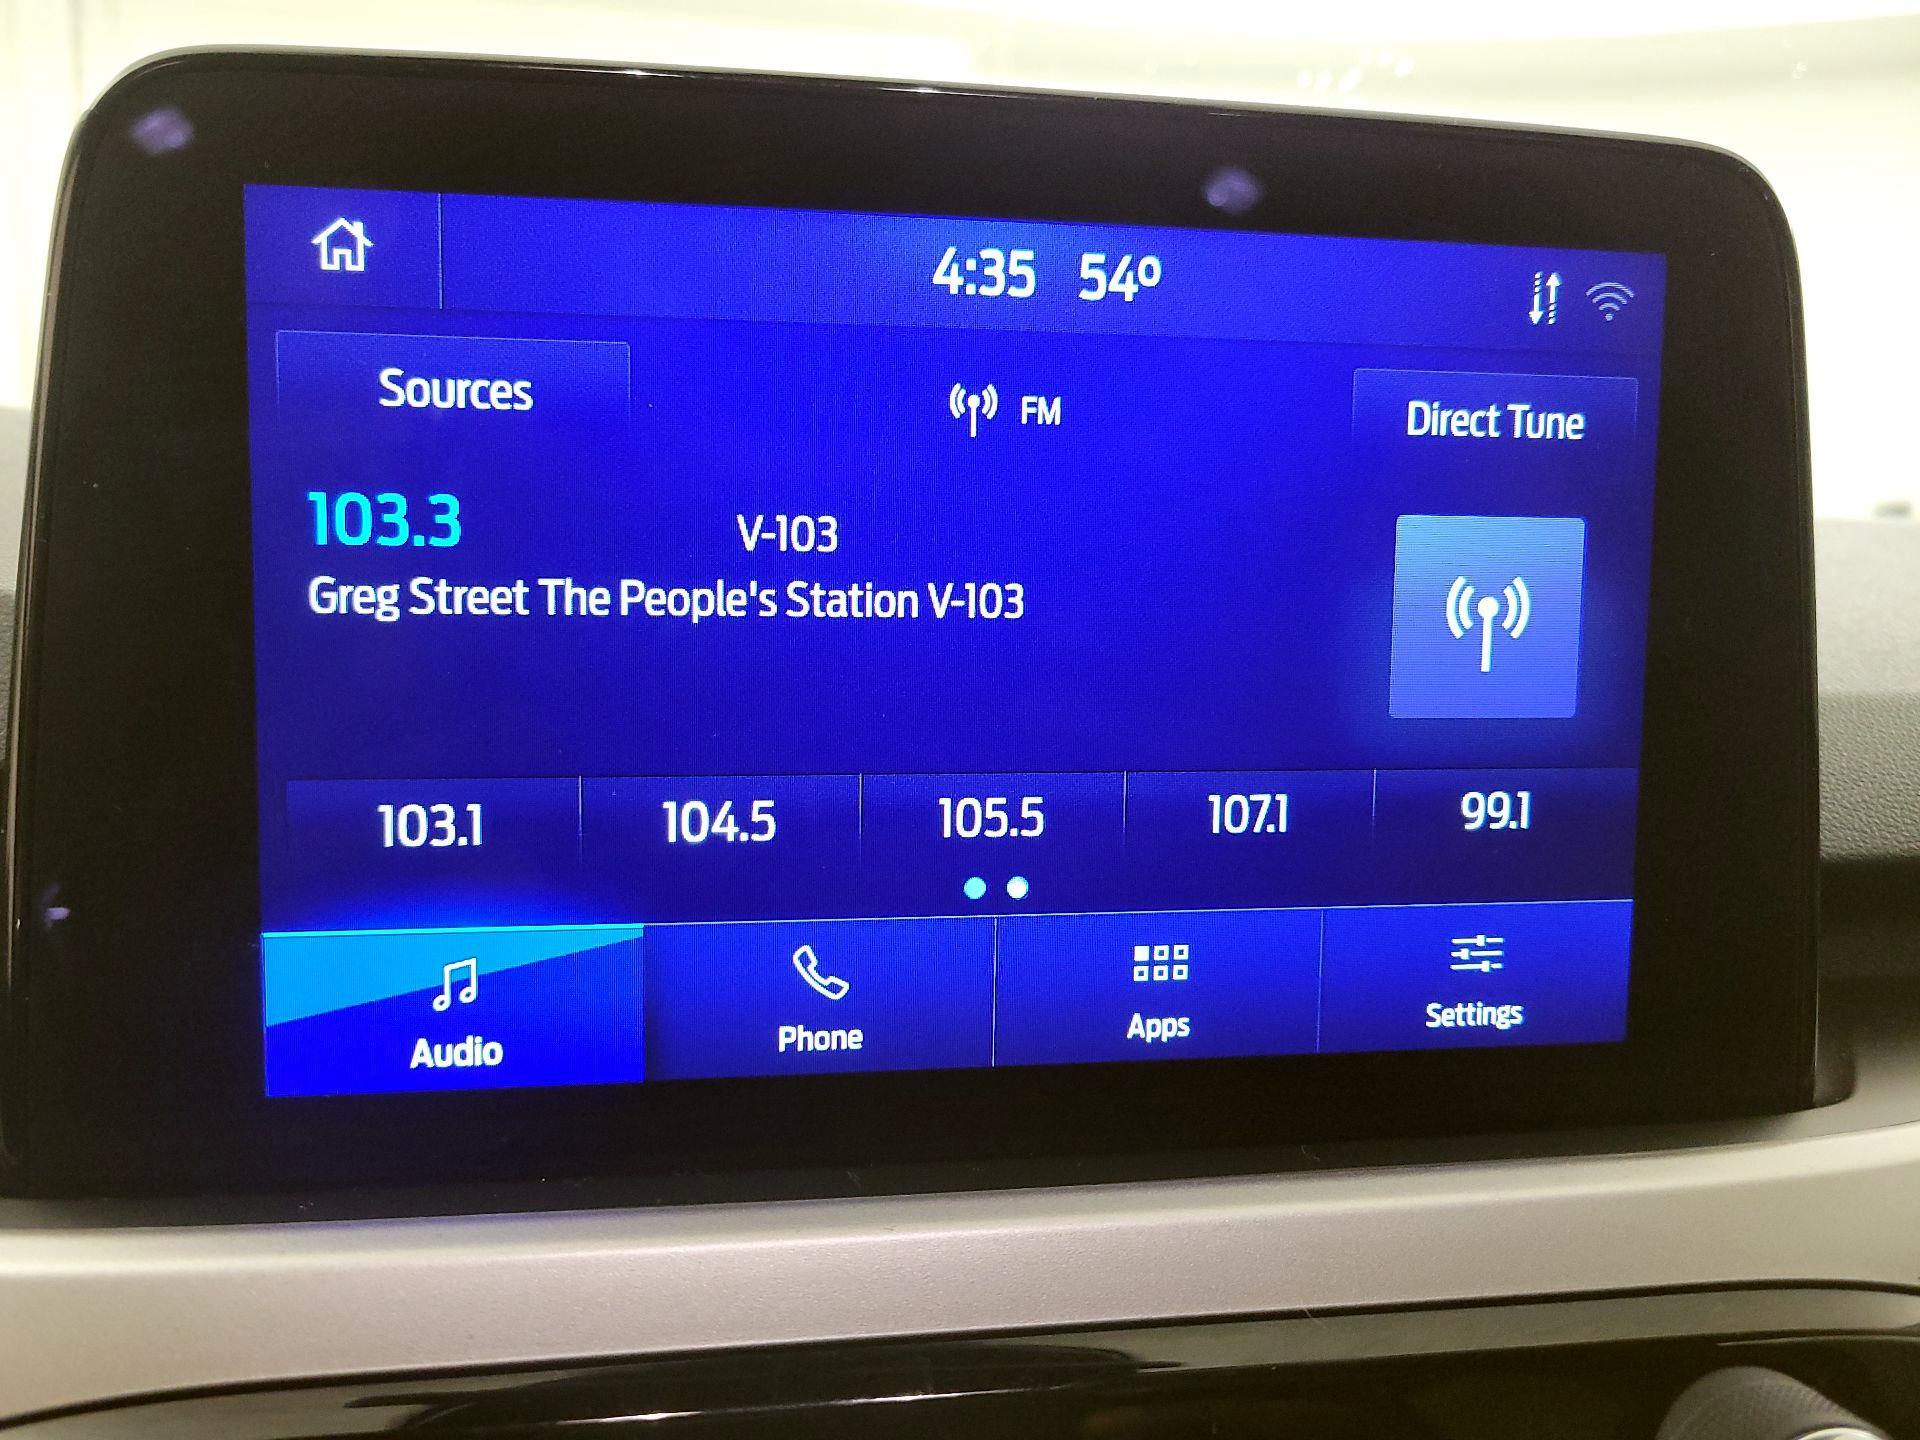 4:35 54°
Sources
FM
Direct Tune
103.3
V-103
Greg Street The People's Station V-103
103.1
104.5
105.5
107.1
99.1
Audio
Phone
Apps
Settings